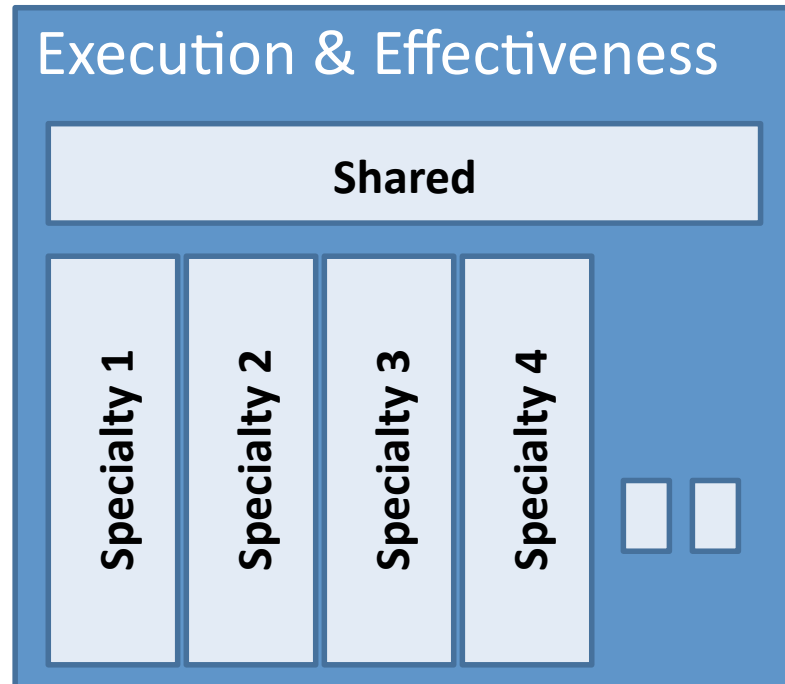 Execution & Effectiveness
Shared
Specialty 1
Specialty 2
Specialty 3
Specialty 4